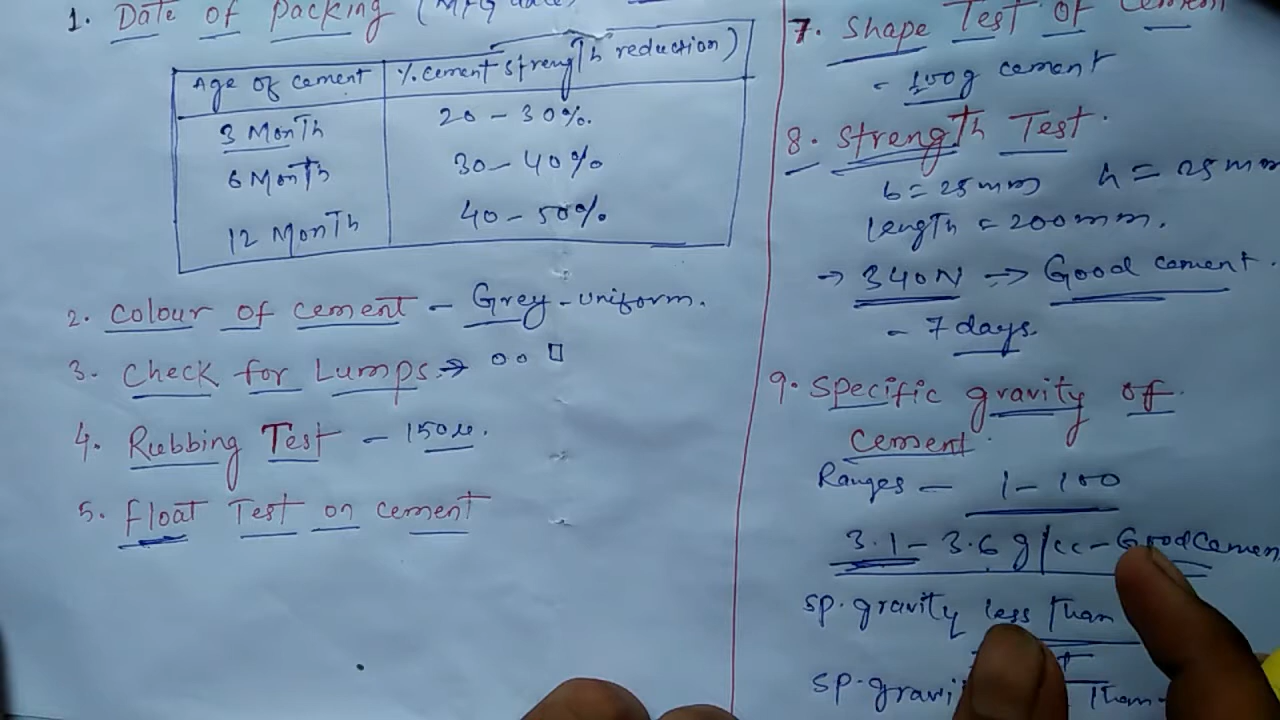 1. Date of Packing (MFG date)
Age of cement | % cement strength reduction)
3 Month | 20 - 30%.
6 Month | 30 - 40%
12 Month | 40 - 50%
2. Colour of cement - Grey - uniform.
3. Check for Lumps →
4. Rubbing Test - 150
5. Float Test on cement
7. Shape Test of Cement
- 100g cement
8. Strength Test.
b = 25mm h = 25mm
length = 200mm.
→ 340N → Good cement.
- 7 days.
9. Specific gravity of
Cement.
Ranges - 1 - 100
3.1 - 3.6 g/cc - Good Cemen
sp. gravity less than
sp. gravi than